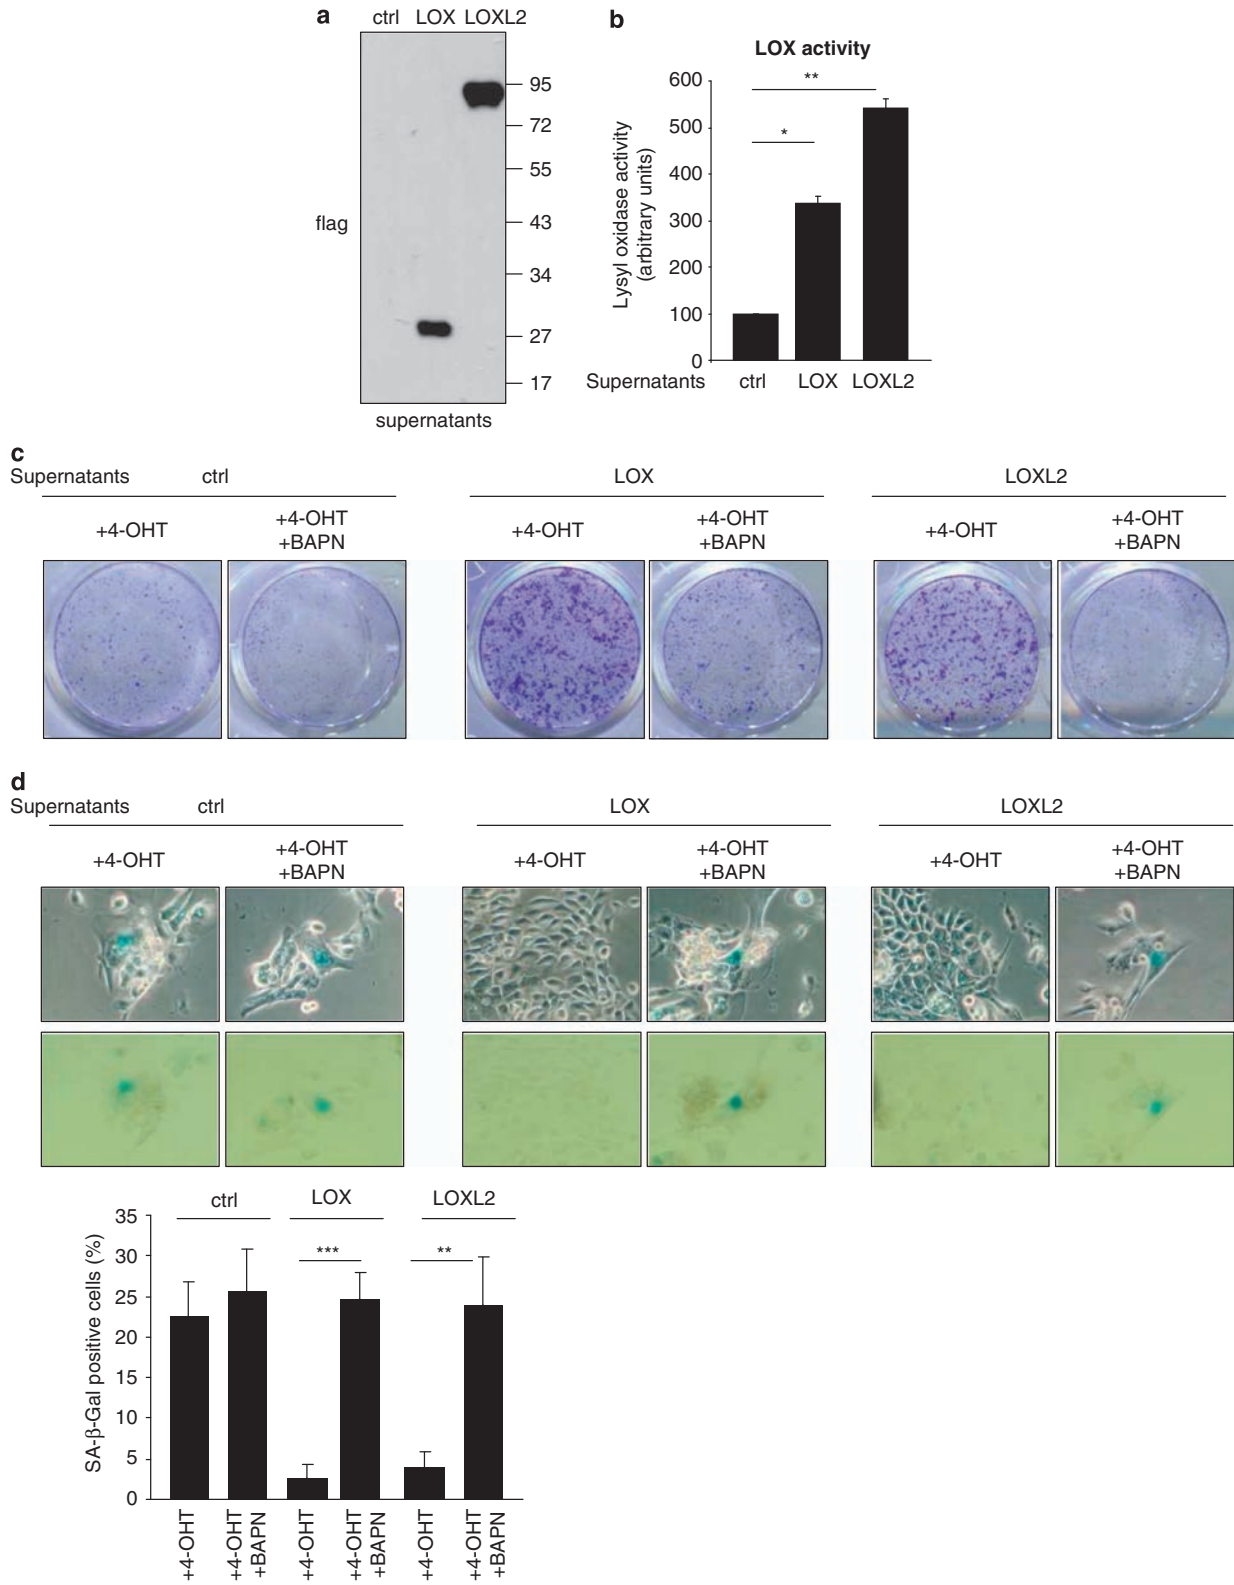 a
ctrl LOX LOXL2
95
72
55
43
34
27
17
flag
supernatants
b
LOX activity
Lysyl oxidase activity
(arbitrary units)
600
500
400
300
200
100
0
**
*
Supernatants ctrl LOX LOXL2
c
Supernatants ctrl LOX LOXL2
+4-OHT +4-OHT +4-OHT +4-OHT +4-OHT +4-OHT
+BAPN +BAPN +BAPN
d
Supernatants ctrl LOX LOXL2
+4-OHT +4-OHT +4-OHT +4-OHT +4-OHT +4-OHT
+BAPN +BAPN +BAPN
SA-β-Gal positive cells (%)
35
30
25
20
15
10
5
0
ctrl LOX LOXL2
*** **
+4-OHT
+4-OHT
+BAPN
+4-OHT
+4-OHT
+BAPN
+4-OHT
+4-OHT
+BAPN